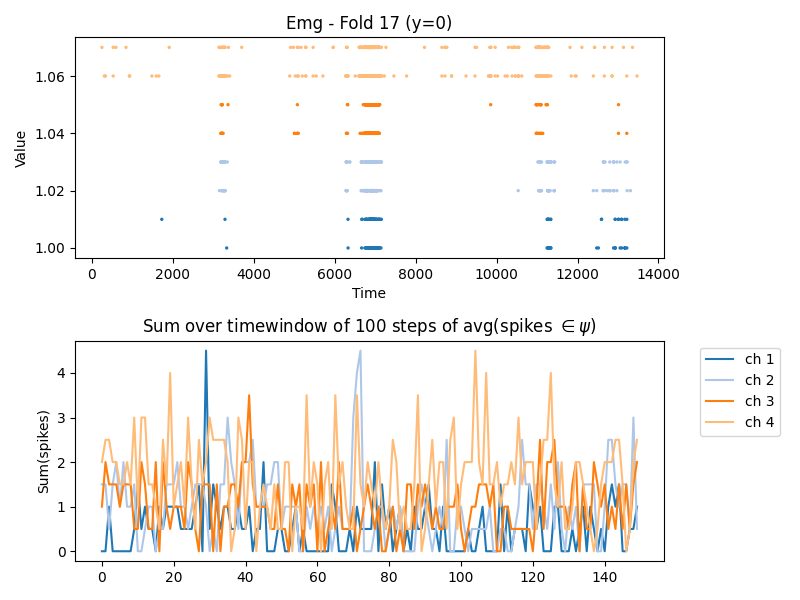 Emg - Fold 17 (y=0)
Value
1.06
1.04
1.02
1.00
0 2000 4000 6000 8000 10000 12000 14000
Time
Sum over timewindow of 100 steps of avg(spikes ∈ ψ)
Sum(spikes)
4
3
2
1
0
0 20 40 60 80 100 120 140
ch 1
ch 2
ch 3
ch 4